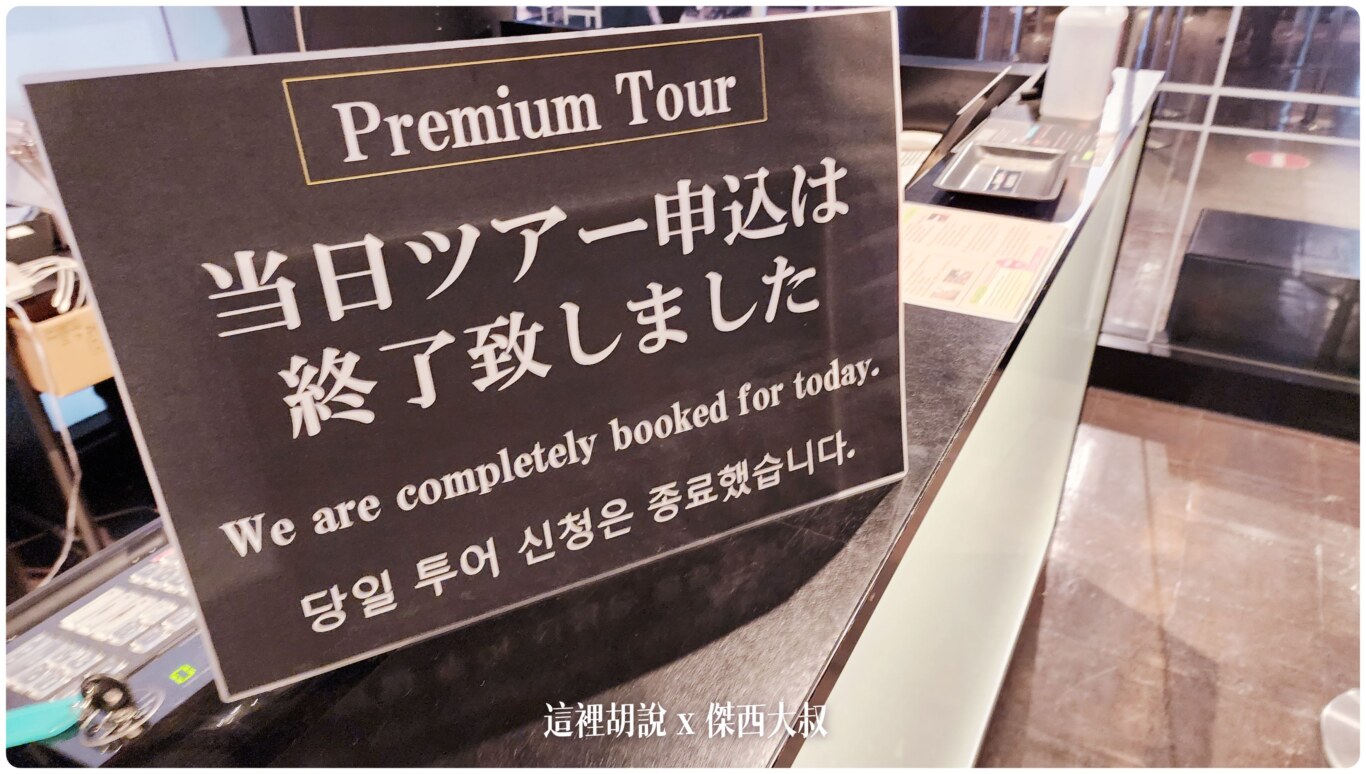 Premium Tour
当日ツアー申込は
終了致しました
We are completely booked for today.
당일 투어 신청은 종료했습니다.
這裡胡說 x 傑西大叔